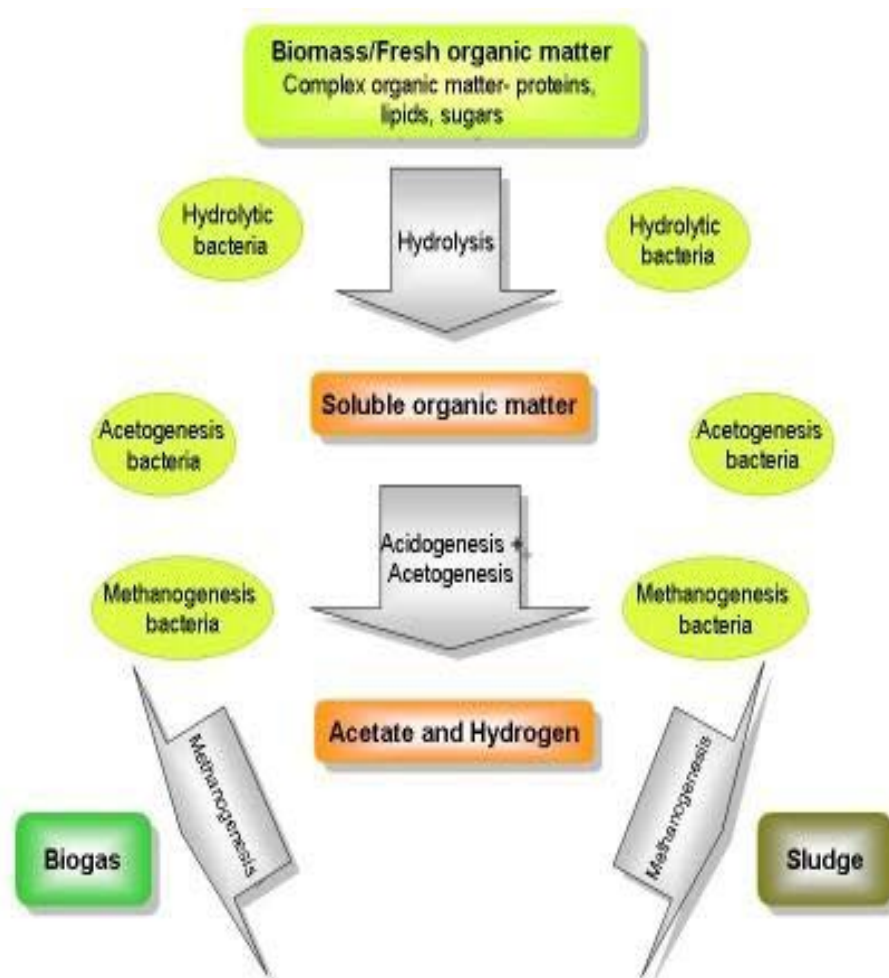 Biomass/Fresh organic matter
Complex organic matter- proteins,
lipids, sugars
Hydrolytic
bacteria
Hydrolysis
Hydrolytic
bacteria
Soluble organic matter
Acetogenesis
bacteria
Acetogenesis
bacteria
Acidogenesis +
Acetogenesis
Methanogenesis
bacteria
Methanogenesis
bacteria
Acetate and Hydrogen
Methanogenesis
Methanogenesis
Biogas
Sludge